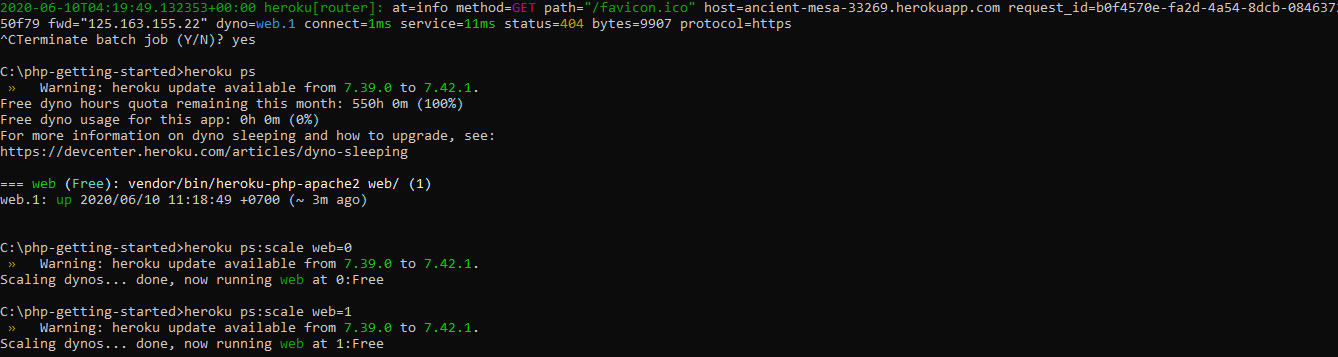 2020-06-10T04:19:49.132353+00:00 heroku[router]: at=info method=GET path="/favicon.ico" host=ancient-mesa-33269.herokuapp.com request_id=b0f4570e-fa2d-4a54-8dcb-0846372
50f79 fwd="125.163.155.22" dyno=web.1 connect=1ms service=11ms status=404 bytes=9907 protocol=https
^CTerminate batch job (Y/N)? yes
C:\php-getting-started>heroku ps
» Warning: heroku update available from 7.39.0 to 7.42.1.
Free dyno hours quota remaining this month: 550h 0m (100%)
Free dyno usage for this app: 0h 0m (0%)
For more information on dyno sleeping and how to upgrade, see:
https://devcenter.heroku.com/articles/dyno-sleeping
=== web (Free): vendor/bin/heroku-php-apache2 web/ (1)
web.1: up 2020/06/10 11:18:49 +0700 (~ 3m ago)
C:\php-getting-started>heroku ps:scale web=0
» Warning: heroku update available from 7.39.0 to 7.42.1.
Scaling dynos... done, now running web at 0:Free
C:\php-getting-started>heroku ps:scale web=1
» Warning: heroku update available from 7.39.0 to 7.42.1.
Scaling dynos... done, now running web at 1:Free